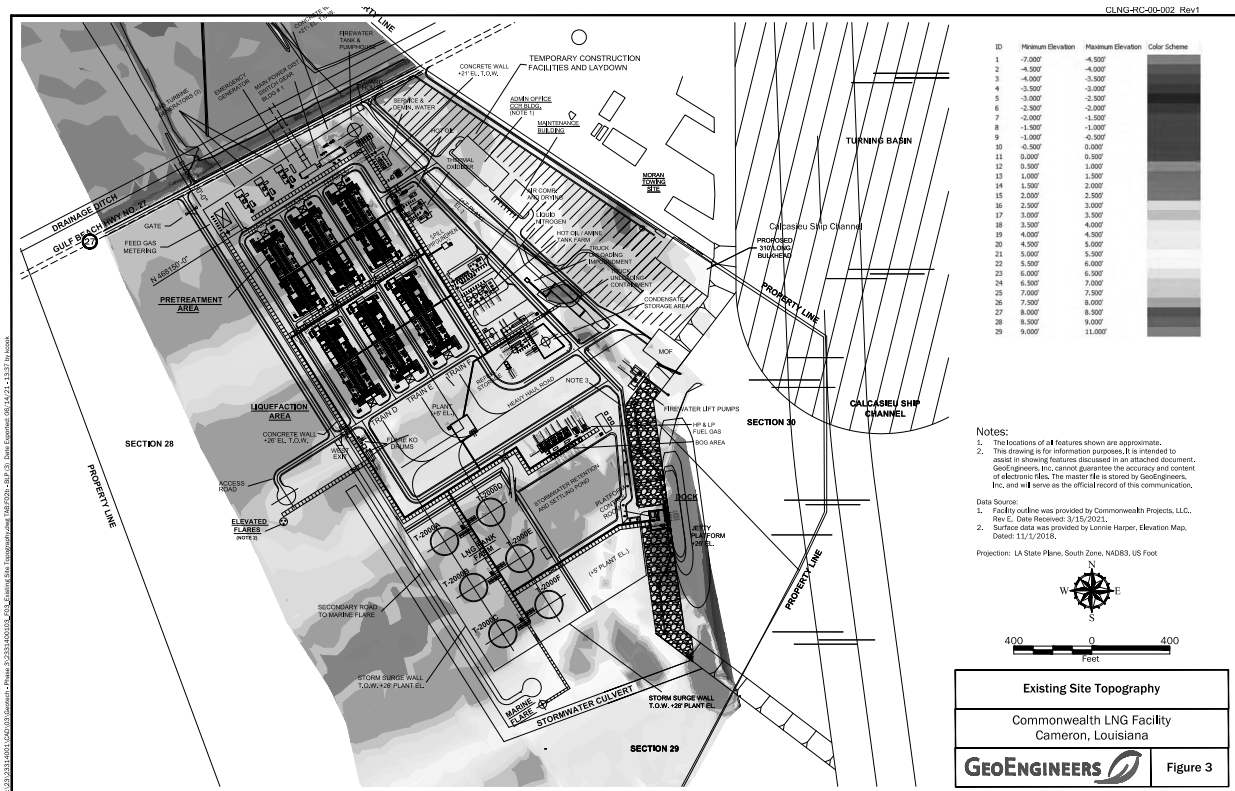 CLNG-RC-00-002 Rev1
PROPERTY LINE
FIREWATER
TANK &
PUMPHOUSE
CONCRETE WALL
+21' EL. T.O.W.
TEMPORARY CONSTRUCTION
FACILITIES AND LAYDOWN
EMERGENCY
GENERATOR
MAIN POWER DIST
SWITCH GEAR
BLDG # 1
SERVICE &
DEMIN. WATER
ADMIN OFFICE
CCR BLDG.
(NOTE 1)
MAINTENANCE
BUILDING
HOT OIL
THERMAL
OXIDIZER
MORAN
TOWING
SITE
TURNING BASIN
DRAINAGE DITCH
GULF BEACH HWY NO. 27
27
GATE
FEED GAS
METERING
N 468150'-0"
AIR COMP.
AND DRYING
LIQUID
NITROGEN
SPILL
HOT OIL / AMINE
TANK FARM
TRUCK
UNLOADING
IMPOUNDMENT
TRUCK
UNLOADING
CONTAINMENT
Calcasieu Ship Channel
PROPOSED
310' LONG
BULKHEAD
PROPERTY LINE
CONDENSATE
STORAGE AREA
PRETREATMENT
AREA
MOF
NOTE 3
HEAVY HAUL ROAD
TRAIN D
TRAIN E
TRAIN F
PLANT
+6' EL.
LIQUEFACTION
AREA
CONCRETE WALL
+26' EL. T.O.W.
WEST
EXIT
FLARE KO
DRUMS
FIREWATER LIFT PUMPS
HP & LP
FUEL GAS
BOG AREA
SECTION 28
SECTION 30
CALCASIEU SHIP
CHANNEL
PROPERTY LINE
ACCESS
ROAD
ELEVATED
FLARES
(NOTE 2)
STORMWATER RETENTION
AND SETTLING POND
DOCK
JETTY
PLATFORM
+26' EL.
T-2000A
T-2000D
LNG TANK
FARM
T-2000E
T-2000B
T-2000F
T-2000C
(+5' PLANT EL.)
PROPERTY LINE
SECONDARY ROAD
TO MARINE FLARE
STORM SURGE WALL
T.O.W. +26' PLANT EL.
MARINE
FLARE
STORMWATER CULVERT
STORM SURGE WALL
T.O.W. +26' PLANT EL.
SECTION 29
ID Minimum Elevation Maximum Elevation Color Scheme
1 -7.000' -4.500'
2 -4.500' -4.000'
3 -4.000' -3.500'
4 -3.500' -3.000'
5 -3.000' -2.500'
6 -2.500' -2.000'
7 -2.000' -1.500'
8 -1.500' -1.000'
9 -1.000' -0.500'
10 -0.500' 0.000'
11 0.000' 0.500'
12 0.500' 1.000'
13 1.000' 1.500'
14 1.500' 2.000'
15 2.000' 2.500'
16 2.500' 3.000'
17 3.000' 3.500'
18 3.500' 4.000'
19 4.000' 4.500'
20 4.500' 5.000'
21 5.000' 5.500'
22 5.500' 6.000'
23 6.000' 6.500'
24 6.500' 7.000'
25 7.000' 7.500'
26 7.500' 8.000'
27 8.000' 8.500'
28 8.500' 9.000'
29 9.000' 11.000'
Notes:
1. The locations of all features shown are approximate.
2. This drawing is for information purposes. It is intended to
assist in showing features discussed in an attached document.
GeoEngineers, Inc. cannot guarantee the accuracy and content
of electronic files. The master file is stored by GeoEngineers,
Inc. and will serve as the official record of this communication.
Data Source:
1. Facility outline was provided by Commonwealth Projects, LLC.,
Rev E. Date Received: 3/15/2021.
2. Surface data was provided by Lonnie Harper, Elevation Map,
Dated: 11/1/2018.
Projection: LA State Plane, South Zone, NAD83, US Foot
N
W E
S
400 0 400
Feet
Existing Site Topography
Commonwealth LNG Facility
Cameron, Louisiana
GEOENGINEERS
Figure 3